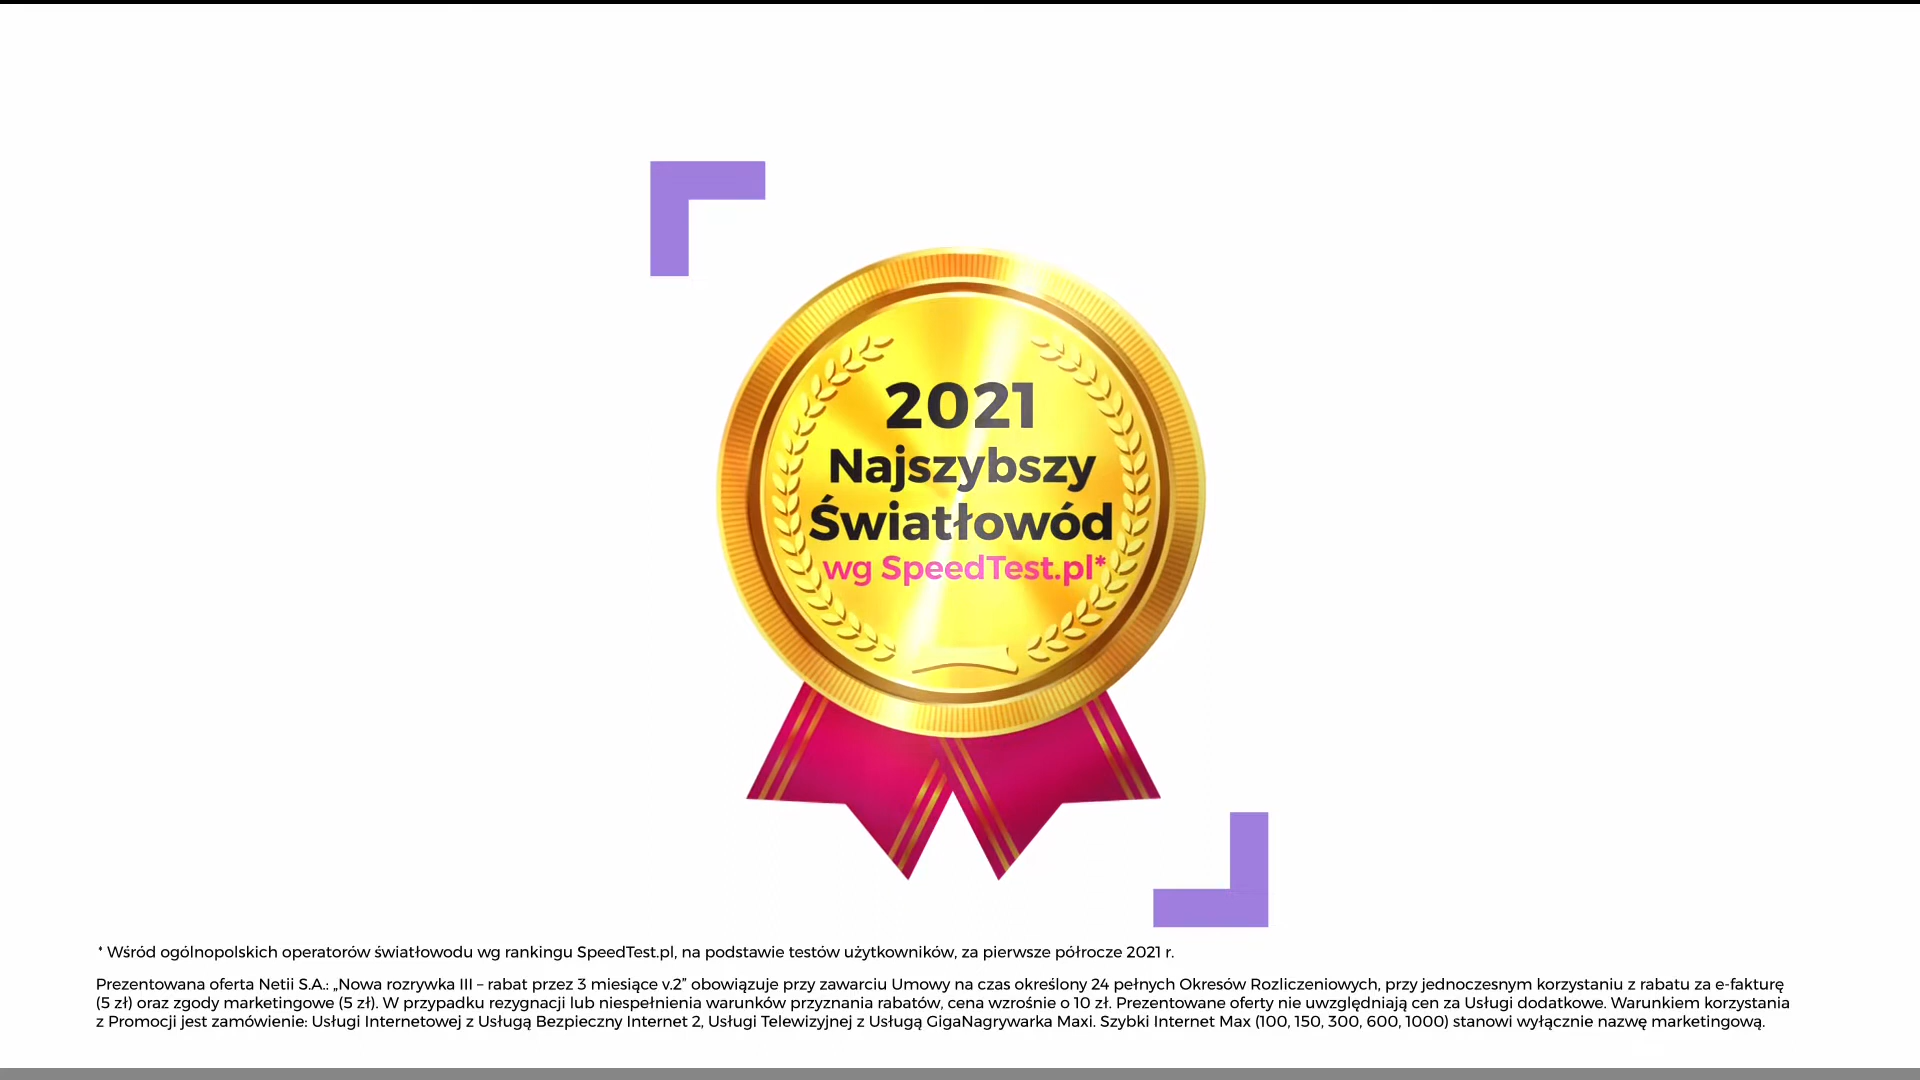 2021
Najszybszy
Światłowód
wg SpeedTest.pl*
* Wśród ogólnopolskich operatorów światłowodu wg rankingu SpeedTest.pl, na podstawie testów użytkowników, za pierwsze półrocze 2021 r.
Prezentowana oferta Netii S.A.: „Nowa rozrywka III – rabat przez 3 miesiące v.2” obowiązuje przy zawarciu Umowy na czas określony 24 pełnych Okresów Rozliczeniowych, przy jednoczesnym korzystaniu z rabatu za e-fakturę
(5 zł) oraz zgody marketingowe (5 zł). W przypadku rezygnacji lub niespełnienia warunków przyznania rabatów, cena wzrośnie o 10 zł. Prezentowane oferty nie uwzględniają cen za Usługi dodatkowe. Warunkiem korzystania
z Promocji jest zamówienie: Usługi Internetowej z Usługą Bezpieczny Internet 2, Usługi Telewizyjnej z Usługą GigaNagrywarka Maxi. Szybki Internet Max (100, 150, 300, 600, 1000) stanowi wyłącznie nazwę marketingową.